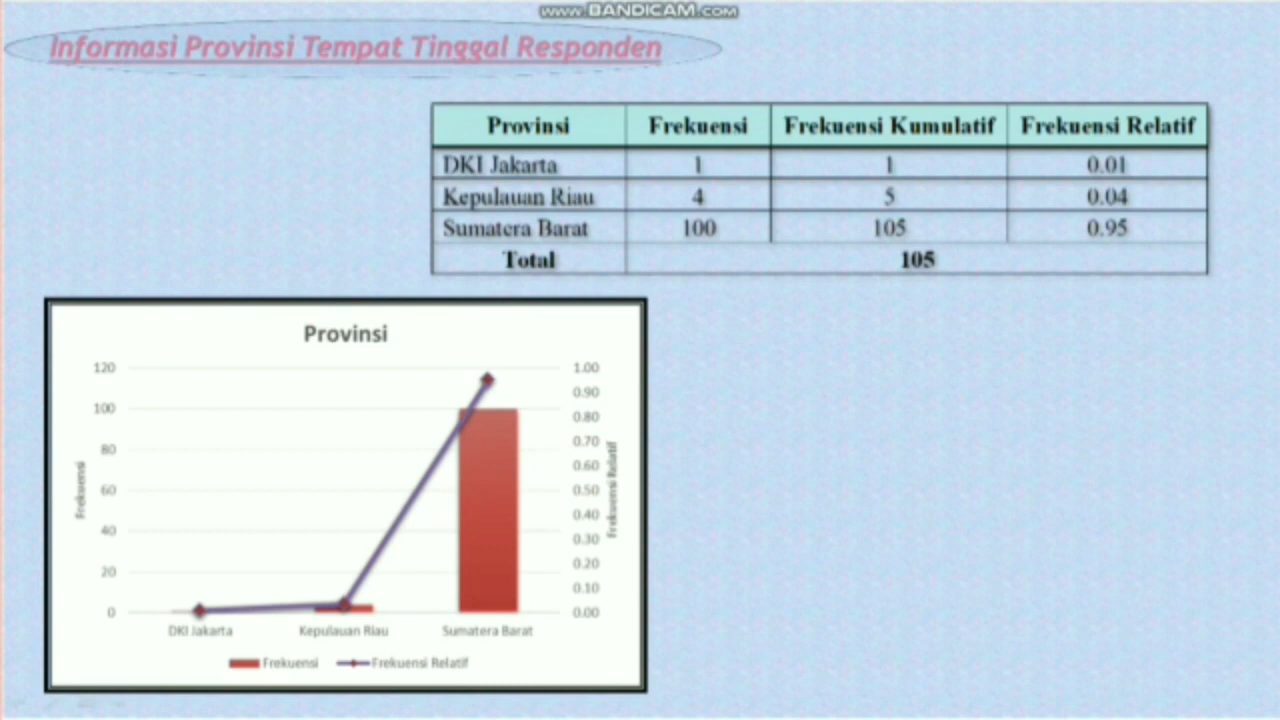 www.BANDICAM.com
Informasi Provinsi Tempat Tinggal Responden
Provinsi Frekuensi Frekuensi Kumulatif Frekuensi Relatif
DKI Jakarta 1 1 0.01
Kepulauan Riau 4 5 0.04
Sumatera Barat 100 105 0.95
Total 105
Provinsi
120 1.00
0.90
100
0.80
80 0.70
0.60
60 0.50
0.40
40
0.30
20 0.20
0.10
0 0.00
Frekuensi
Frekuensi Relatif
DKI Jakarta Kepulauan Riau Sumatera Barat
Frekuensi Frekuensi Relatif